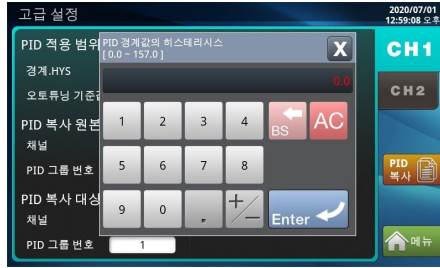 고급 설정
2020/07/01
12:59:08 오후
PID 적용 범위
PID 경계값의 히스테리시스
[ 0.0 ~ 157.0 ]
X
CH1
경계.HYS
0.0
오토튜닝
CH2
PID 복사 원본
1 2 3 4 BS AC
채널
PID 그룹 번호
5 6 7 8
PID
복사
PID 복사 대상
9 0 . +/− Enter
채널
PID 그룹 번호
1
메뉴